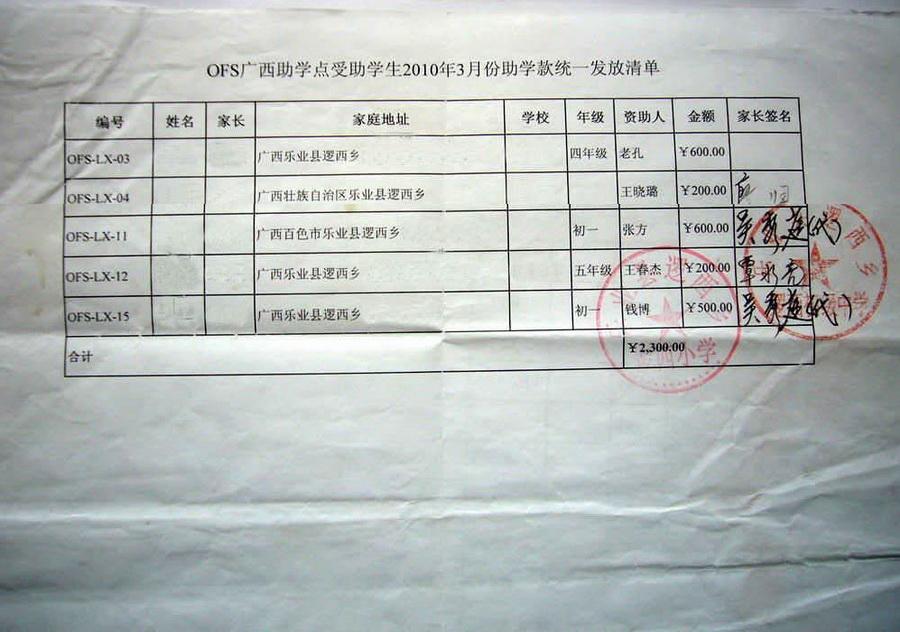 OFS广西助学点受助学生2010年3月份助学款统一发放清单
编号 姓名 家长 家庭地址 学校 年级 资助人 金额 家长签名
OFS-LX-03 广西乐业县逻西乡 四年级 老孔 ¥600.00
OFS-LX-04 广西壮族自治区乐业县逻西乡 王晓璐 ¥200.00
OFS-LX-11 广西百色市乐业县逻西乡 初一 张方 ¥600.00 (代)
OFS-LX-12 广西乐业县逻西乡 五年级 王春杰 ¥200.00
OFS-LX-15 广西乐业县逻西乡 初一 钱博 ¥500.00 (代)
合计 ¥2,300.00